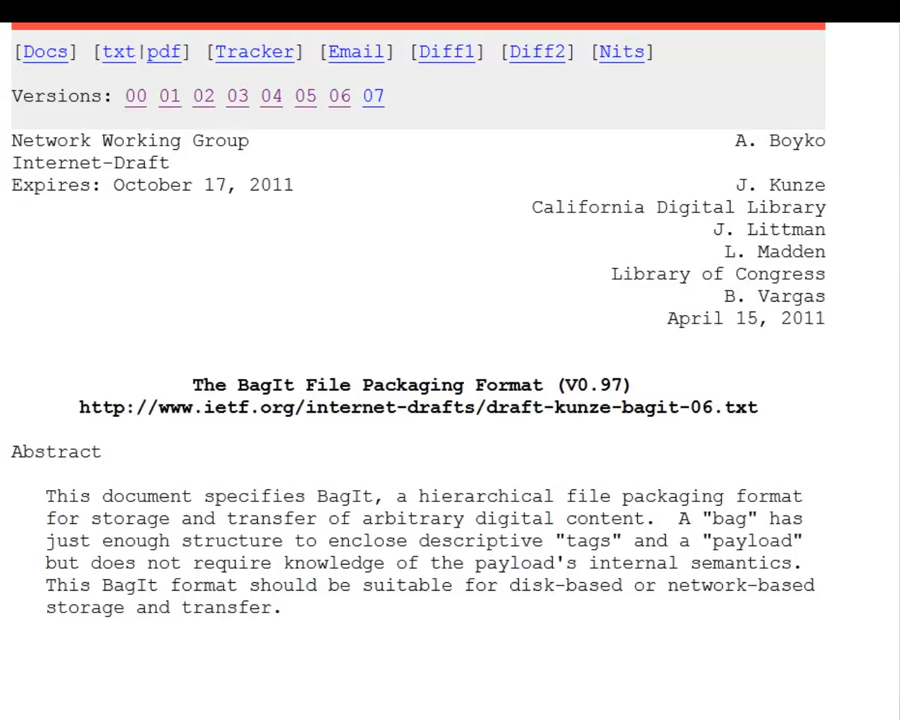 [Docs] [txt|pdf] [Tracker] [Email] [Diff1] [Diff2] [Nits]
Versions: 00 01 02 03 04 05 06 07
Network Working Group A. Boyko
Internet-Draft
Expires: October 17, 2011 J. Kunze
California Digital Library
J. Littman
L. Madden
Library of Congress
B. Vargas
April 15, 2011
The BagIt File Packaging Format (V0.97)
http://www.ietf.org/internet-drafts/draft-kunze-bagit-06.txt
Abstract
This document specifies BagIt, a hierarchical file packaging format
for storage and transfer of arbitrary digital content. A "bag" has
just enough structure to enclose descriptive "tags" and a "payload"
but does not require knowledge of the payload's internal semantics.
This BagIt format should be suitable for disk-based or network-based
storage and transfer.